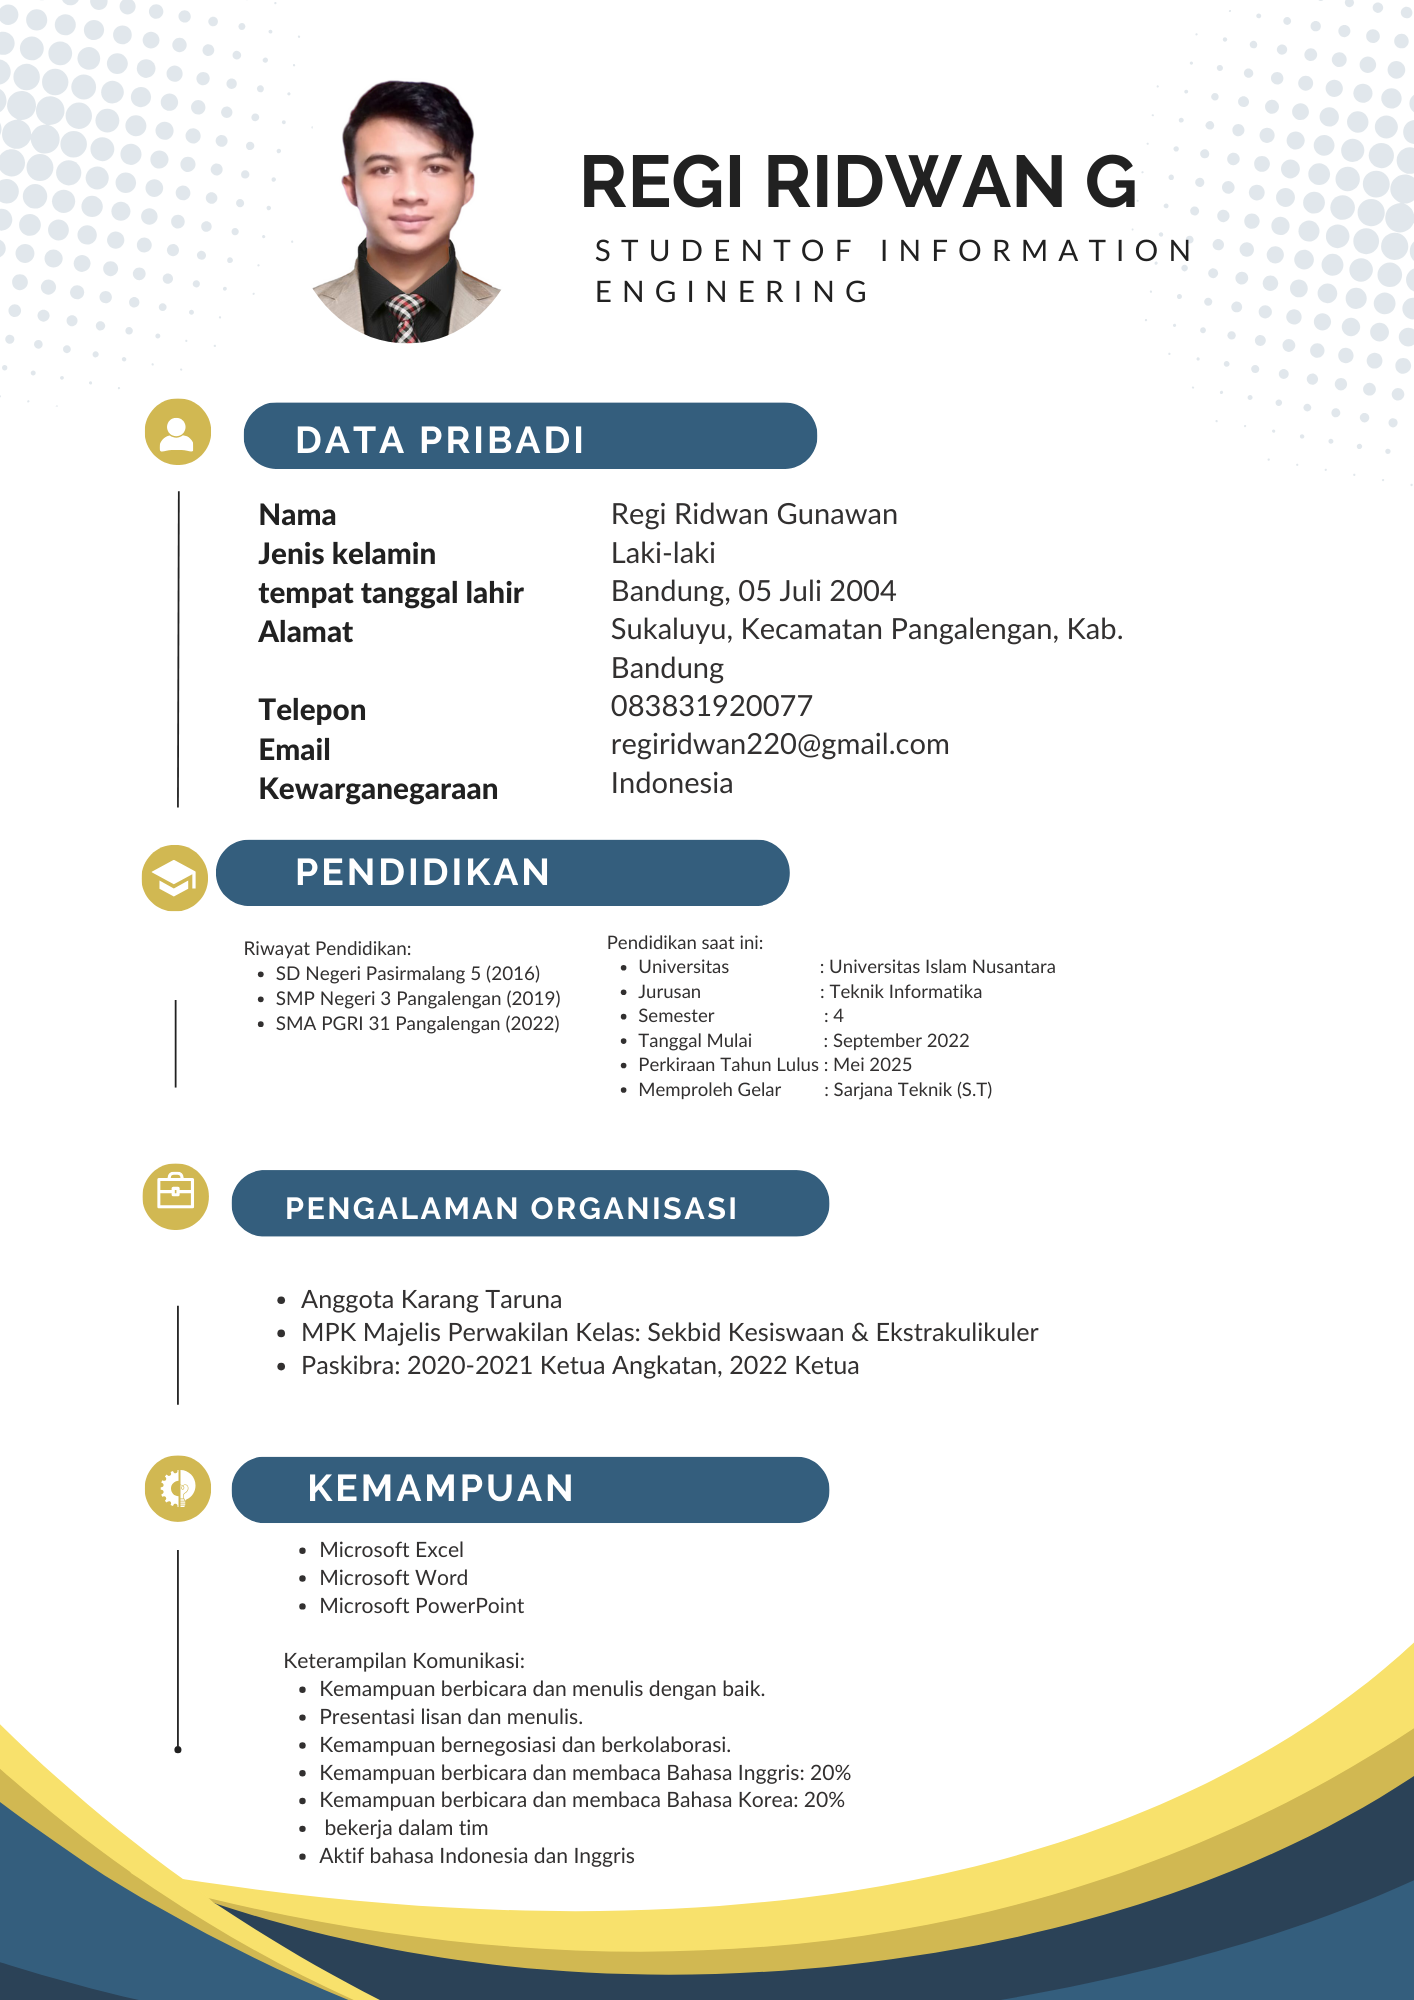 REGI RIDWAN G
STUDENTOF INFORMATION
ENGINERING
DATA PRIBADI
Nama Regi Ridwan Gunawan
Jenis kelamin Laki-laki
tempat tanggal lahir Bandung, 05 Juli 2004
Alamat Sukaluyu, Kecamatan Pangalengan, Kab.
Bandung
Telepon 083831920077
Email regiridwan220@gmail.com
Kewarganegaraan Indonesia
PENDIDIKAN
Riwayat Pendidikan:
• SD Negeri Pasirmalang 5 (2016)
• SMP Negeri 3 Pangalengan (2019)
• SMA PGRI 31 Pangalengan (2022)
Pendidikan saat ini:
• Universitas : Universitas Islam Nusantara
• Jurusan : Teknik Informatika
• Semester : 4
• Tanggal Mulai : September 2022
• Perkiraan Tahun Lulus : Mei 2025
• Memproleh Gelar : Sarjana Teknik (S.T)
PENGALAMAN ORGANISASI
• Anggota Karang Taruna
• MPK Majelis Perwakilan Kelas: Sekbid Kesiswaan & Ekstrakulikuler
• Paskibra: 2020-2021 Ketua Angkatan, 2022 Ketua
KEMAMPUAN
• Microsoft Excel
• Microsoft Word
• Microsoft PowerPoint
Keterampilan Komunikasi:
• Kemampuan berbicara dan menulis dengan baik.
• Presentasi lisan dan menulis.
• Kemampuan bernegosiasi dan berkolaborasi.
• Kemampuan berbicara dan membaca Bahasa Inggris: 20%
• Kemampuan berbicara dan membaca Bahasa Korea: 20%
• bekerja dalam tim
• Aktif bahasa Indonesia dan Inggris